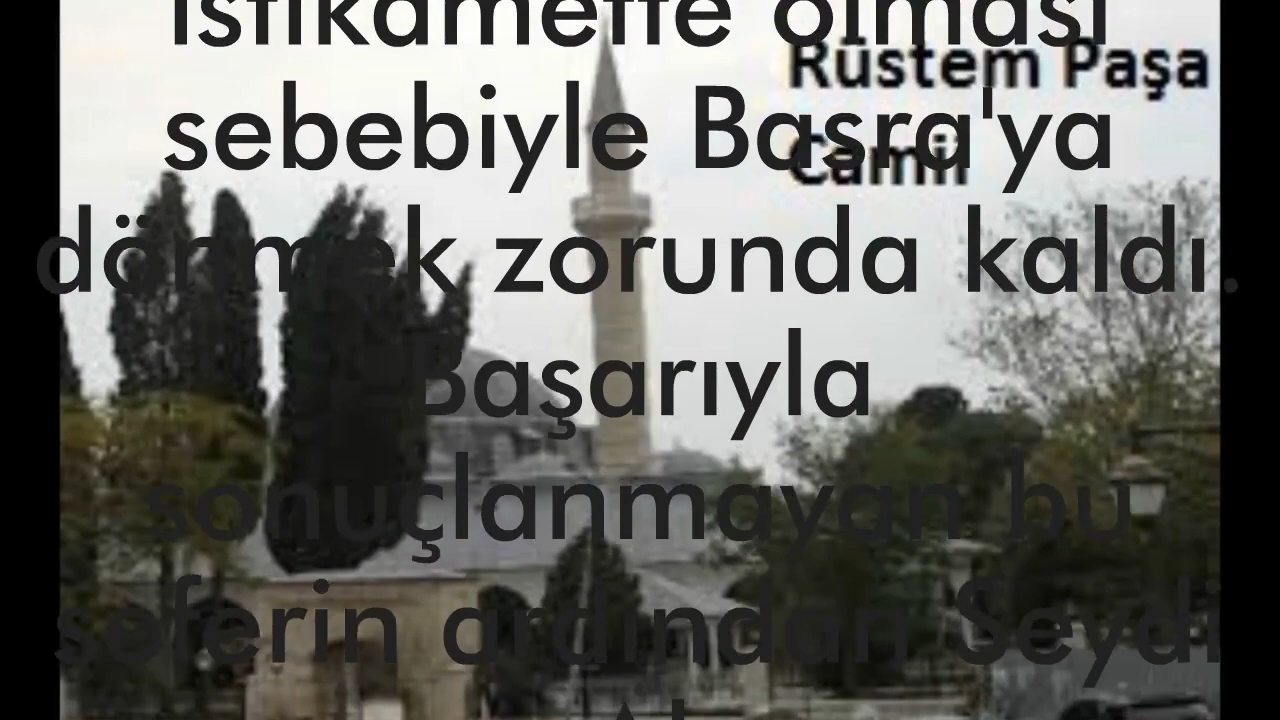 istikamette olması
Rüstem Paşa
Camii
sebebiyle Basra'ya
dönmek zorunda kaldı.
Başarıyla
sonuçlanmayan bu
seferin ardından Seydi